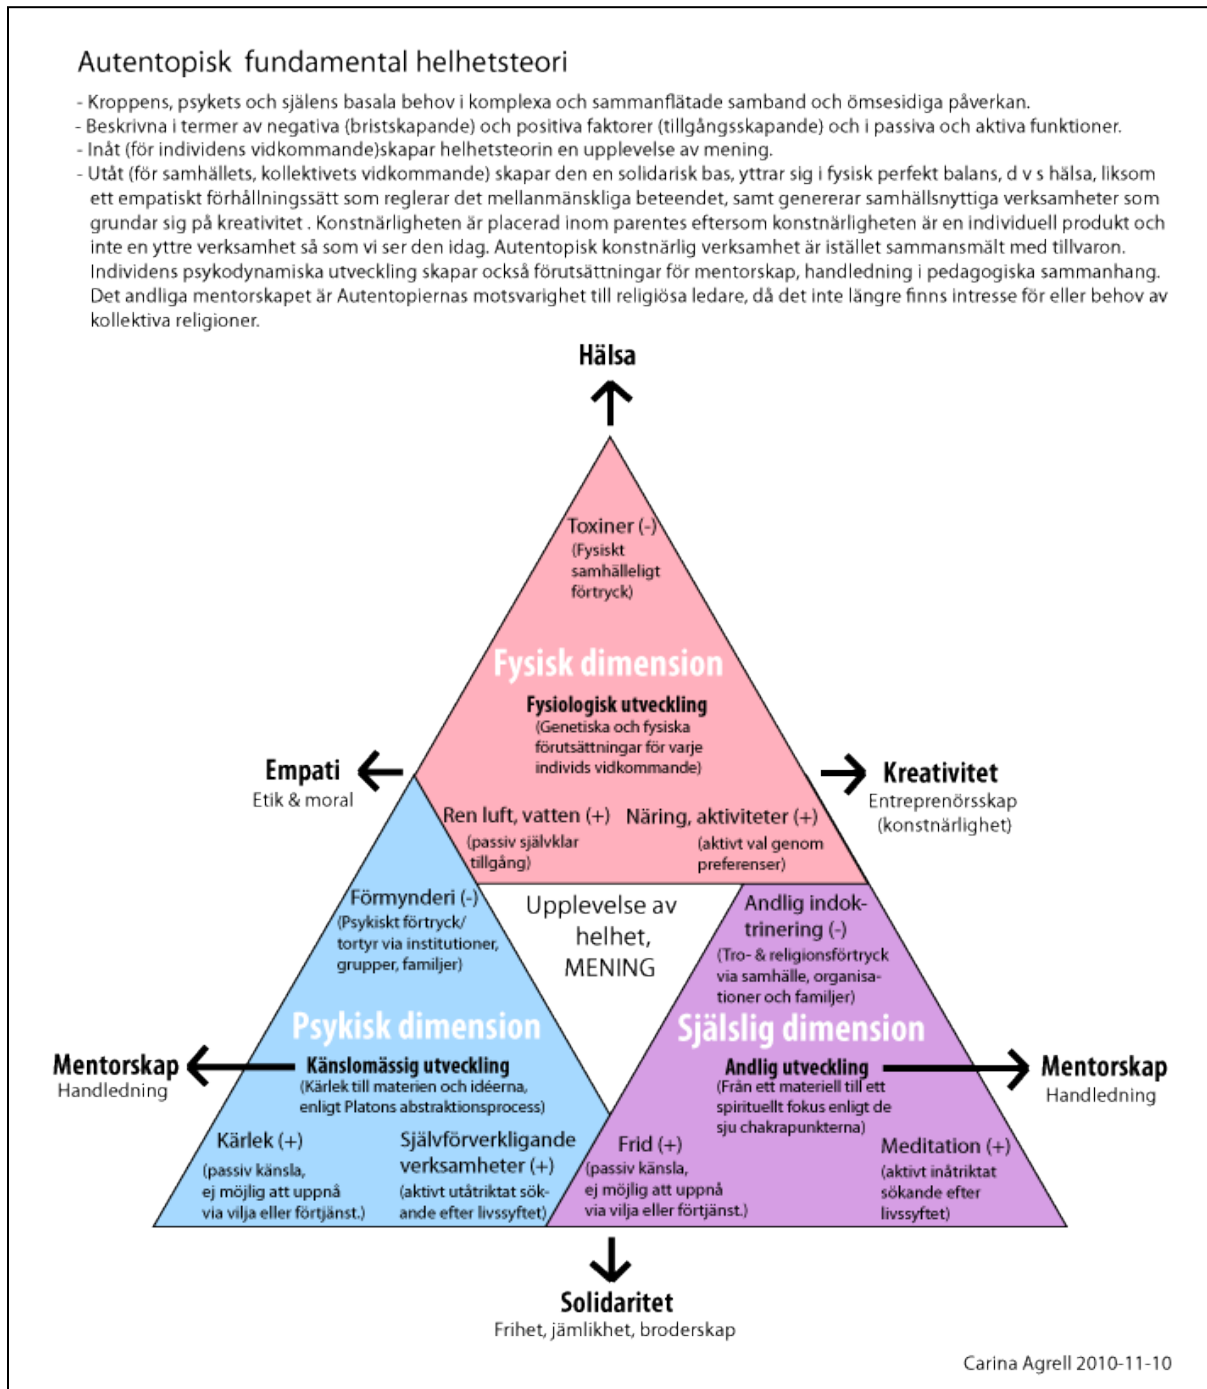 Autentopisk fundamental helhetsteori
- Kroppens, psykets och själens basala behov i komplexa och sammanflätade samband och ömsesidiga påverkan.
- Beskrivna i termer av negativa (bristskapande) och positiva faktorer (tillgångsskapande) och i passiva och aktiva funktioner.
- Inåt (för individens vidkommande)skapar helhetsteorin en upplevelse av mening.
- Utåt (för samhällets, kollektivets vidkommande) skapar den en solidarisk bas, yttrar sig i fysisk perfekt balans, d v s hälsa, liksom
ett empatiskt förhållningssätt som reglerar det mellanmänskliga beteendet, samt genererar samhällsnyttiga verksamheter som
grundar sig på kreativitet . Konstnärligheten är placerad inom parentes eftersom konstnärligheten är en individuell produkt och
inte en yttre verksamhet så som vi ser den idag. Autentopisk konstnärlig verksamhet är istället sammansmält med tillvaron.
Individens psykodynamiska utveckling skapar också förutsättningar för mentorskap, handledning i pedagogiska sammanhang.
Det andliga mentorskapet är Autentopiernas motsvarighet till religiösa ledare, då det inte längre finns intresse för eller behov av
kollektiva religioner.
Hälsa
Toxiner (-)
(Fysiskt
samhälleligt
förtryck)
Fysisk dimension
Fysiologisk utveckling
(Genetiska och fysiska
förutsättningar för varje
individs vidkommande)
Empati
Etik & moral
Kreativitet
Entreprenörsskap
(konstnärlighet)
Ren luft, vatten (+)
(passiv självklar
tillgång)
Näring, aktiviteter (+)
(aktivt val genom
preferenser)
Förmynderi (-)
(Psykiskt förtryck/
tortyr via institutioner,
grupper, familjer)
Upplevelse av
helhet,
MENING
Andlig indok-
trinering (-)
(Tro- & religionsförtryck
via samhälle, organisa-
tioner och familjer)
Psykisk dimension
Känslomässig utveckling
(Kärlek till materien och idéerna,
enligt Platons abstraktionsprocess)
Själslig dimension
Andlig utveckling
(Från ett materiell till ett
spirituellt fokus enligt de
sju chakrapunkterna)
Mentorskap
Handledning
Mentorskap
Handledning
Kärlek (+)
(passiv känsla,
ej möjlig att uppnå
via vilja eller förtjänst.)
Självförverkligande
verksamheter (+)
(aktivt utåtriktat sök-
ande efter livssyftet)
Frid (+)
(passiv känsla,
ej möjlig att uppnå
via vilja eller förtjänst.)
Meditation (+)
(aktivt inåtriktat
sökande efter
livssyftet)
Solidaritet
Frihet, jämlikhet, broderskap
Carina Agrell 2010-11-10